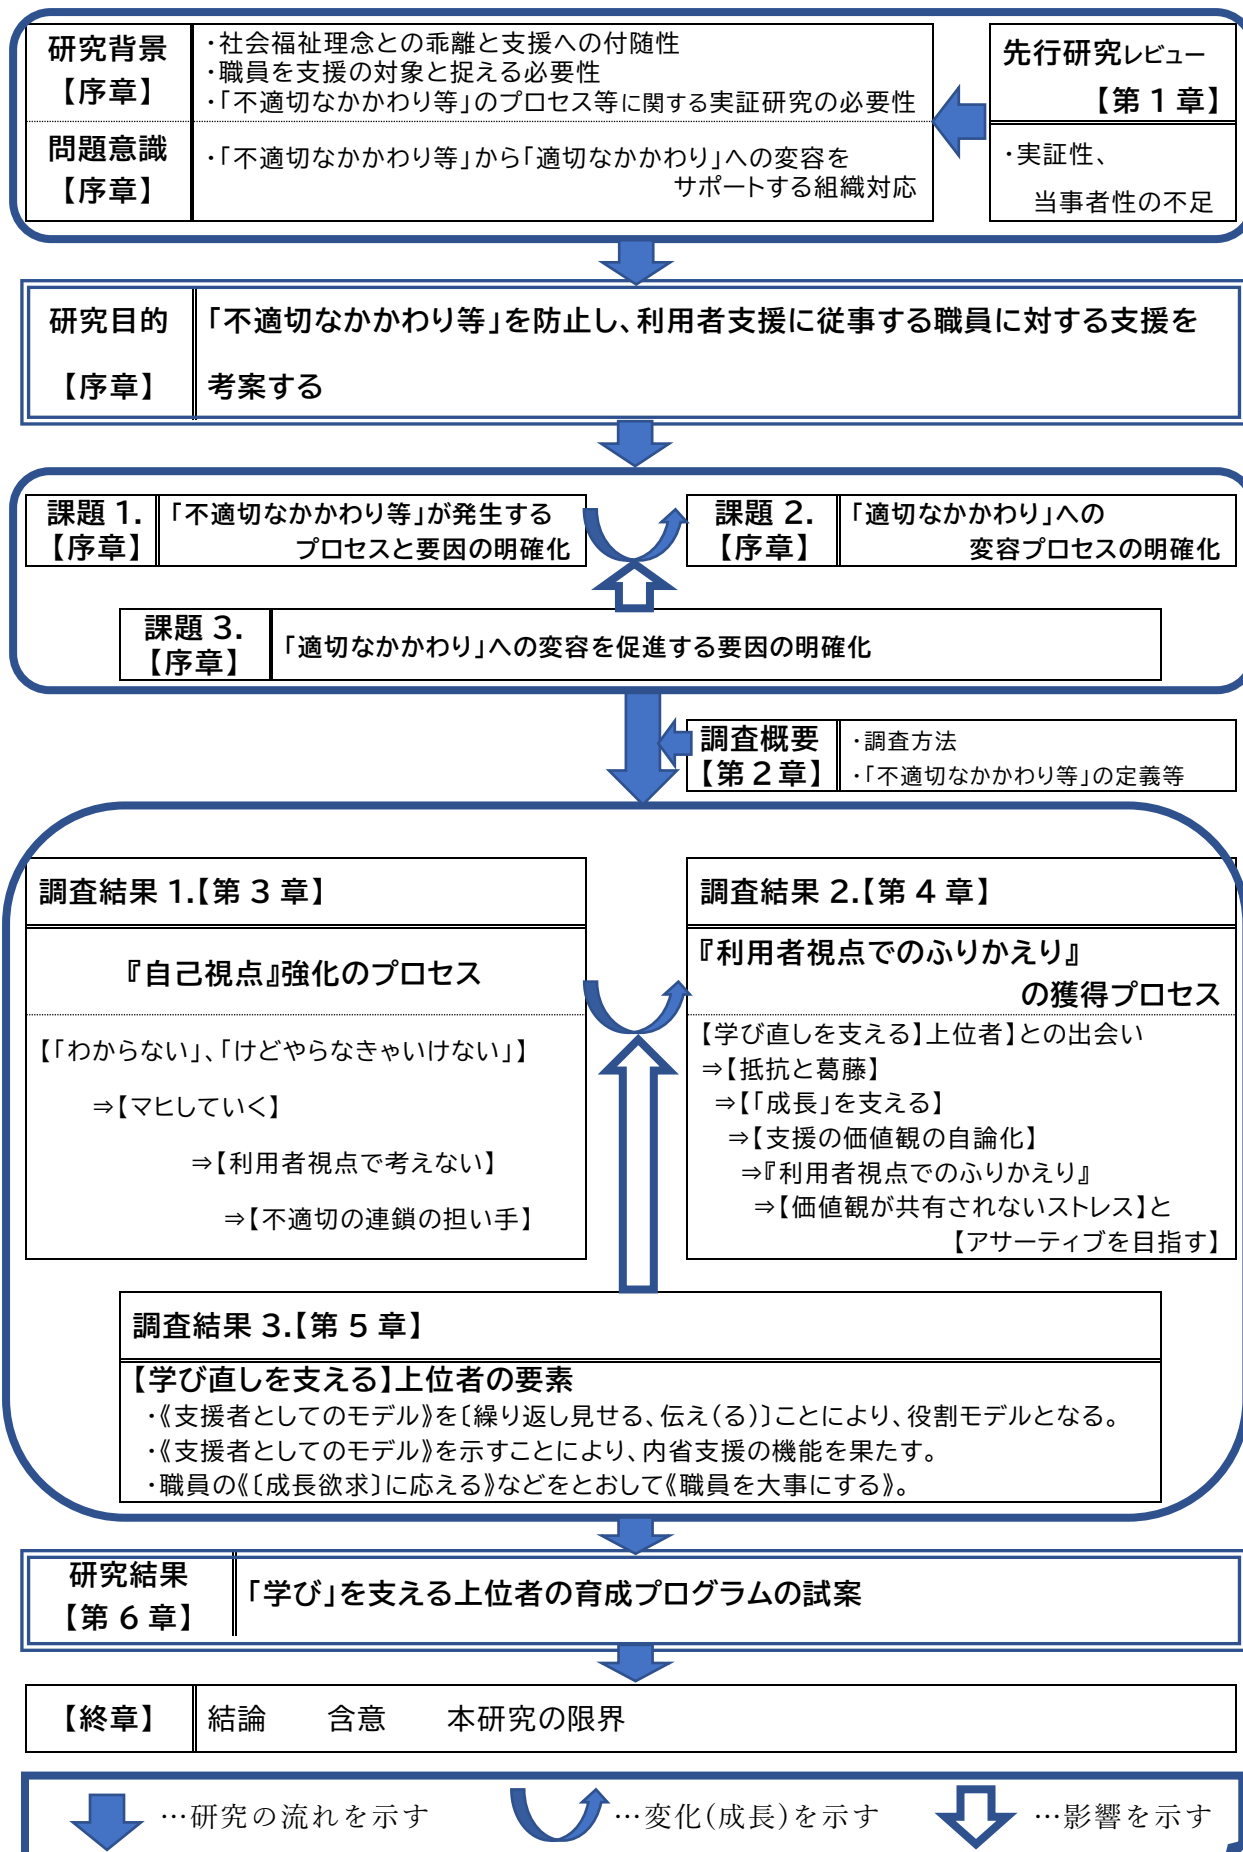 研究背景
【序章】
・社会福祉理念との乖離と支援への付随性
・職員を支援の対象と捉える必要性
・「不適切なかかわり等」のプロセス等に関する実証研究の必要性
問題意識
【序章】
・「不適切なかかわり等」から「適切なかかわり」への変容を
サポートする組織対応
先行研究レビュー
【第1章】
・実証性、
当事者性の不足
研究目的
【序章】
「不適切なかかわり等」を防止し、利用者支援に従事する職員に対する支援を
考案する
課題 1.
【序章】
「不適切なかかわり等」が発生する
プロセスと要因の明確化
課題 2.
【序章】
「適切なかかわり」への
変容プロセスの明確化
課題 3.
【序章】
「適切なかかわり」への変容を促進する要因の明確化
調査概要
【第2章】
・調査方法
・「不適切なかかわり等」の定義等
調査結果 1.【第 3 章】
『自己視点』強化のプロセス
【「わからない」、「けどやらなきゃいけない」】
⇒【マヒしていく】
⇒【利用者視点で考えない】
⇒【不適切の連鎖の担い手】
調査結果 2.【第 4 章】
『利用者視点でのふりかえり』
の獲得プロセス
【学び直しを支える】上位者】との出会い
⇒【抵抗と葛藤】
⇒【「成長」を支える】
⇒【支援の価値観の自論化】
⇒『利用者視点でのふりかえり』
⇒【価値観が共有されないストレス】と
【アサーティブを目指す】
調査結果 3.【第 5 章】
【学び直しを支える】上位者の要素
・《支援者としてのモデル》を〔繰り返し見せる、伝え(る)〕ことにより、役割モデルとなる。
・《支援者としてのモデル》を示すことにより、内省支援の機能を果たす。
・職員の《〔成長欲求〕に応える》などをとおして《職員を大事にする》。
研究結果
【第 6 章】
「学び」を支える上位者の育成プログラムの試案
【終章】
結論 含意 本研究の限界
…研究の流れを示す
…変化(成長)を示す
…影響を示す